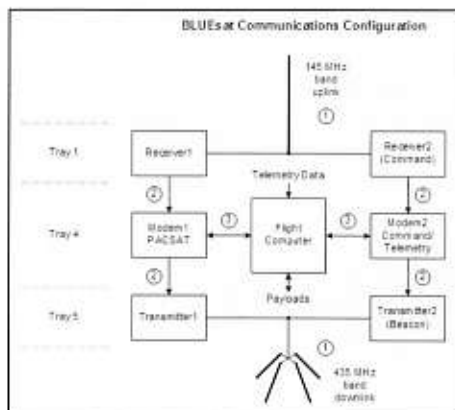 BLUEsat Communications Configuration
145 MHz
band
uplink
1
Tray 1
Receiver1
Receiver2
(Command)
Telemetry Data
2
2
Tray 4
Modem1
PACSAT
3
Flight
Computer
3
Modem2
Command/
Telemetry
2
2
Payloads
Tray 5
Transmitter1
Transmitter2
(Beacon)
1
435 MHz
band
downlink